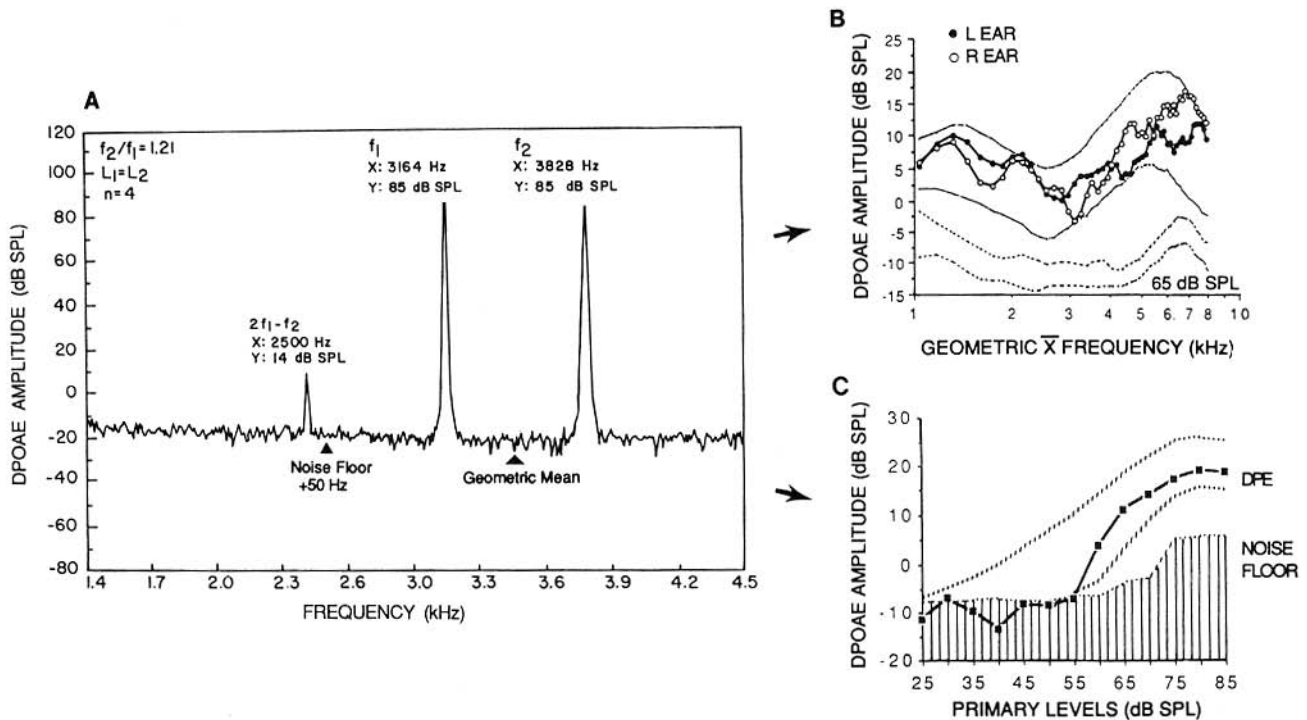 A
f₂/f₁=1.21
L₁=L₂
n=4
f₁
X: 3164 Hz
Y: 85 dB SPL
f₂
X: 3828 Hz
Y: 85 dB SPL
2f₁-f₂
X: 2500 Hz
Y: 14 dB SPL
Noise Floor
+50 Hz
Geometric Mean
DPOAE AMPLITUDE (dB SPL)
120
100
80
60
40
20
0
-20
-40
-60
-80
1.4 1.7 2.0 2.6 3.1 3.3 3.6 3.9 4.2 4.5
FREQUENCY (kHz)
B
L EAR
R EAR
DPOAE AMPLITUDE (dB SPL)
25
20
15
10
5
0
-5
-10
-15
65 dB SPL
1 2 3 4 5 6. 7 8 10
GEOMETRIC X̅ FREQUENCY (kHz)
C
DPOAE AMPLITUDE (dB SPL)
30
20
10
0
-10
-20
DPE
NOISE
FLOOR
25 35 45 55 65 75 85
PRIMARY LEVELS (dB SPL)